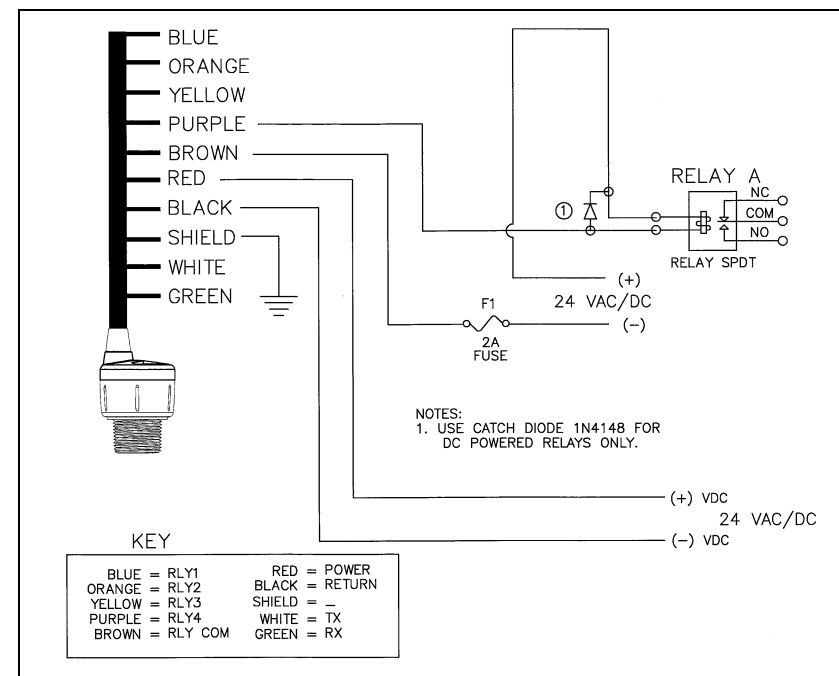 BLUE
ORANGE
YELLOW
PURPLE
BROWN
RED
BLACK
SHIELD
WHITE
GREEN
RELAY A
NC
COM
NO
RELAY SPDT
1
(+)
24 VAC/DC
(-)
F1
2A
FUSE
NOTES:
1. USE CATCH DIODE 1N4148 FOR
DC POWERED RELAYS ONLY.
(+) VDC
24 VAC/DC
(-) VDC
KEY
BLUE = RLY1
ORANGE = RLY2
YELLOW = RLY3
PURPLE = RLY4
BROWN = RLY COM
RED = POWER
BLACK = RETURN
SHIELD = _
WHITE = TX
GREEN = RX